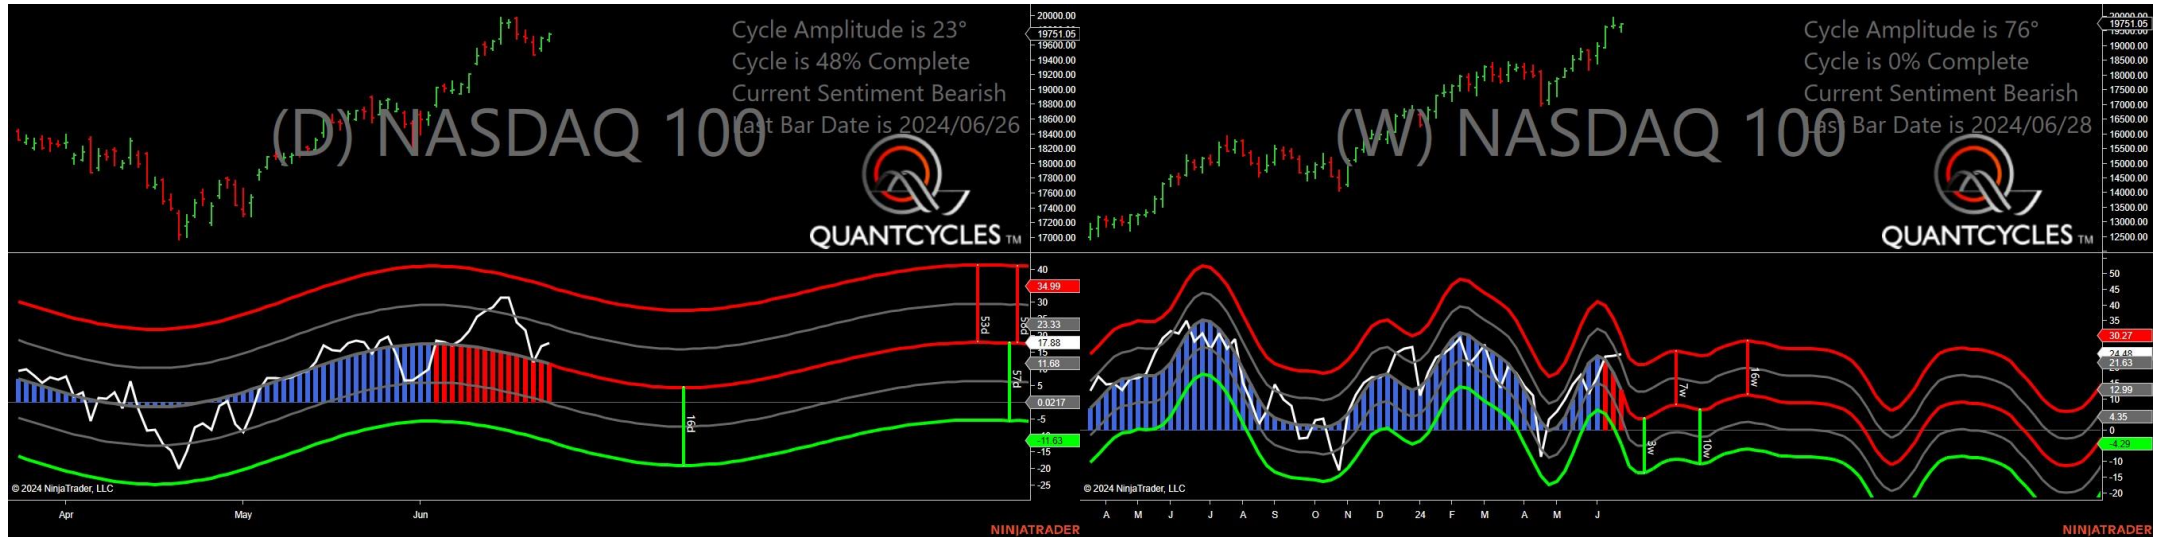 Cycle Amplitude is 23°
Cycle is 48% Complete
Current Sentiment Bearish
Last Bar Date is 2024/06/26
(D) NASDAQ 100
QUANTCYCLES TM
20000.00
19751.05
19600.00
19400.00
19200.00
19000.00
18800.00
18600.00
18400.00
18200.00
18000.00
17800.00
17600.00
17400.00
17200.00
17000.00
40
34.99
30
23.33
17.88
15
11.68
5
0.0217
-5
-11.63
-15
-20
-25
16d
53d
57d
© 2024 NinjaTrader, LLC
Apr May Jun
NINJATRADER
Cycle Amplitude is 76°
Cycle is 0% Complete
Current Sentiment Bearish
Last Bar Date is 2024/06/28
(W) NASDAQ 100
QUANTCYCLES TM
20000.00
19751.05
19000.00
18500.00
18000.00
17500.00
17000.00
16500.00
16000.00
15500.00
15000.00
14500.00
14000.00
13500.00
13000.00
12500.00
50
45
40
35
30.27
24.48
21.63
12.99
10
4.35
0
-4.29
-10
-15
-20
3w
7w
10w
16w
© 2024 NinjaTrader, LLC
A M J J A S O N D 24 F M A M J
NINJATRADER